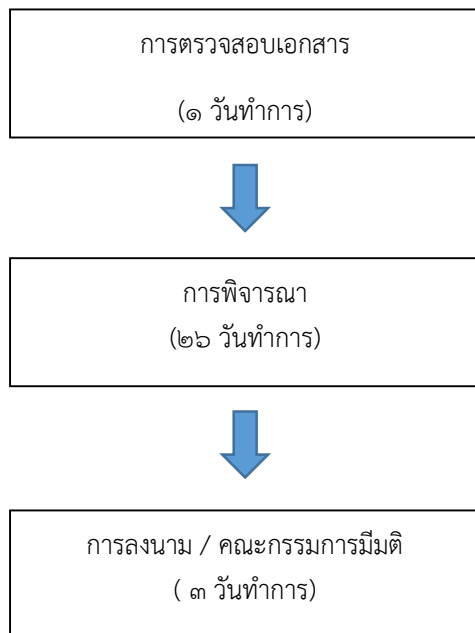 การตรวจสอบเอกสาร
(๑ วันทำการ)
การพิจารณา
(๒๖ วันทำการ)
การลงนาม / คณะกรรมการมีมติ
( ๓ วันทำการ)